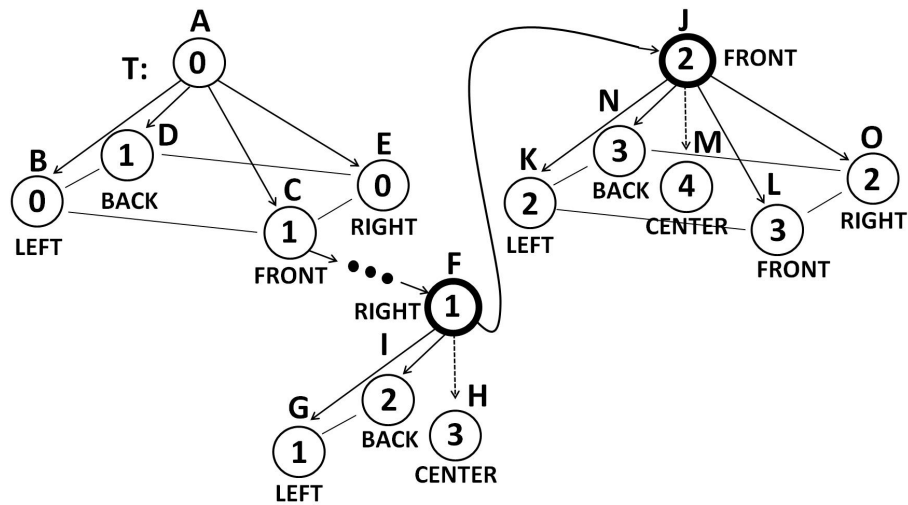 T:
A
0
B
0
LEFT
D
1
BACK
C
1
FRONT
E
0
RIGHT
F
1
RIGHT
G
1
LEFT
I
2
BACK
H
3
CENTER
J
2
FRONT
K
2
LEFT
N
3
BACK
M
4
CENTER
L
3
FRONT
O
2
RIGHT